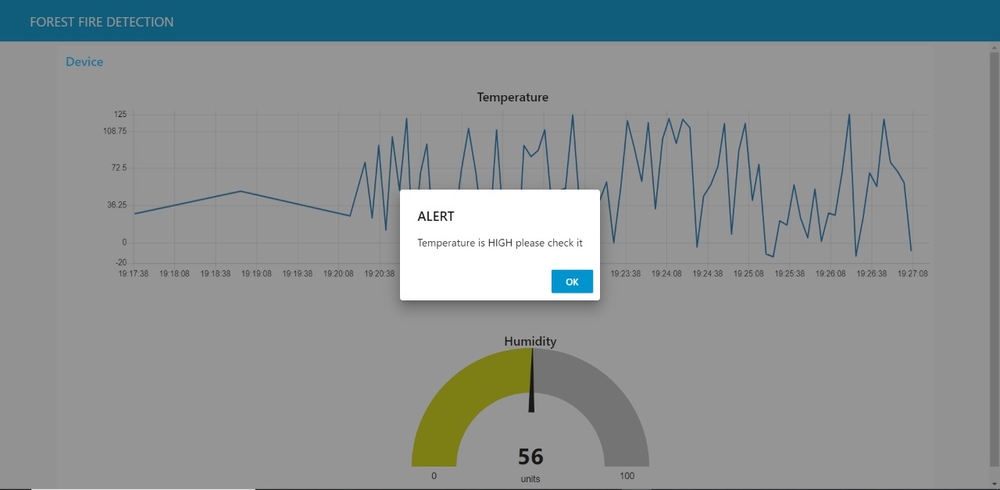 FOREST FIRE DETECTION
Device
Temperature
125
108.75
72.5
36.25
0
-20
19:17:38 19:18:08 19:18:38 19:19:08 19:19:38 19:20:08 19:20:38 19:23:38 19:24:08 19:24:38 19:25:08 19:25:38 19:26:08 19:26:38 19:27:08
ALERT
Temperature is HIGH please check it
OK
Humidity
56
0 units 100